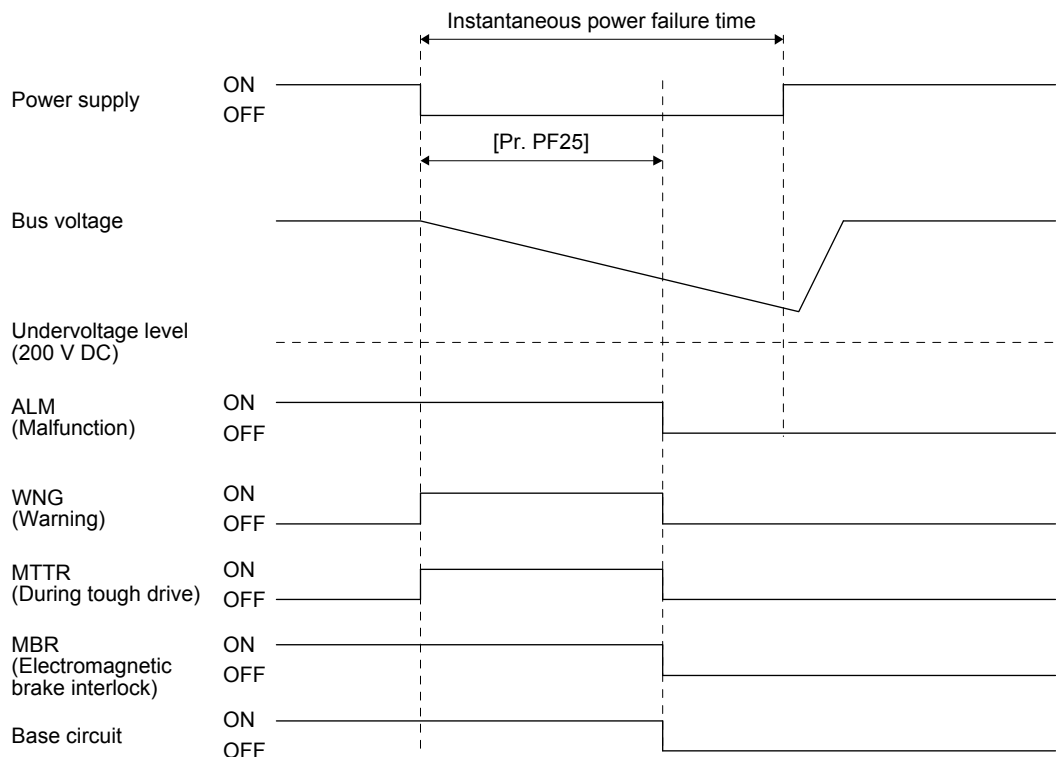 Instantaneous power failure time
Power supply
ON
OFF
[Pr. PF25]
Bus voltage
Undervoltage level
(200 V DC)
ALM
(Malfunction)
ON
OFF
WNG
(Warning)
ON
OFF
MTTR
(During tough drive)
ON
OFF
MBR
(Electromagnetic
brake interlock)
ON
OFF
Base circuit
ON
OFF